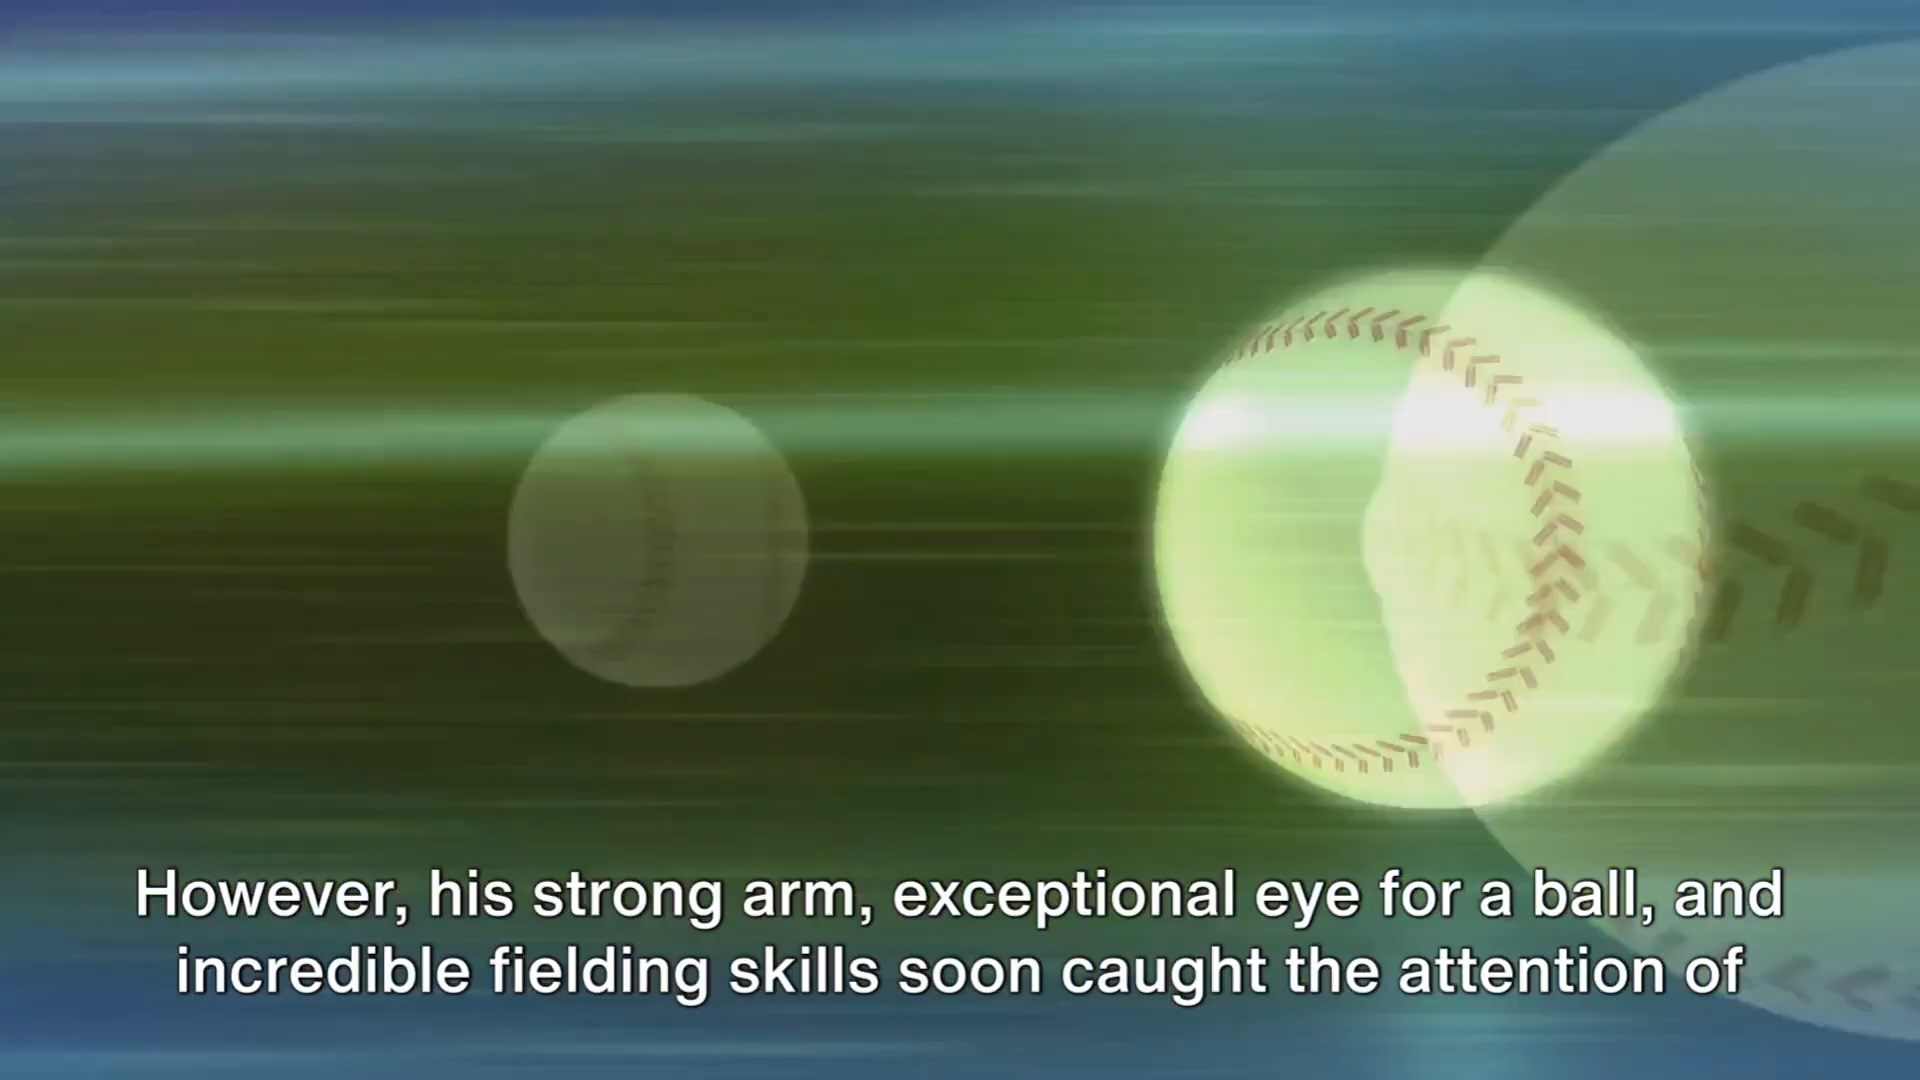 However, his strong arm, exceptional eye for a ball, and
incredible fielding skills soon caught the attention of